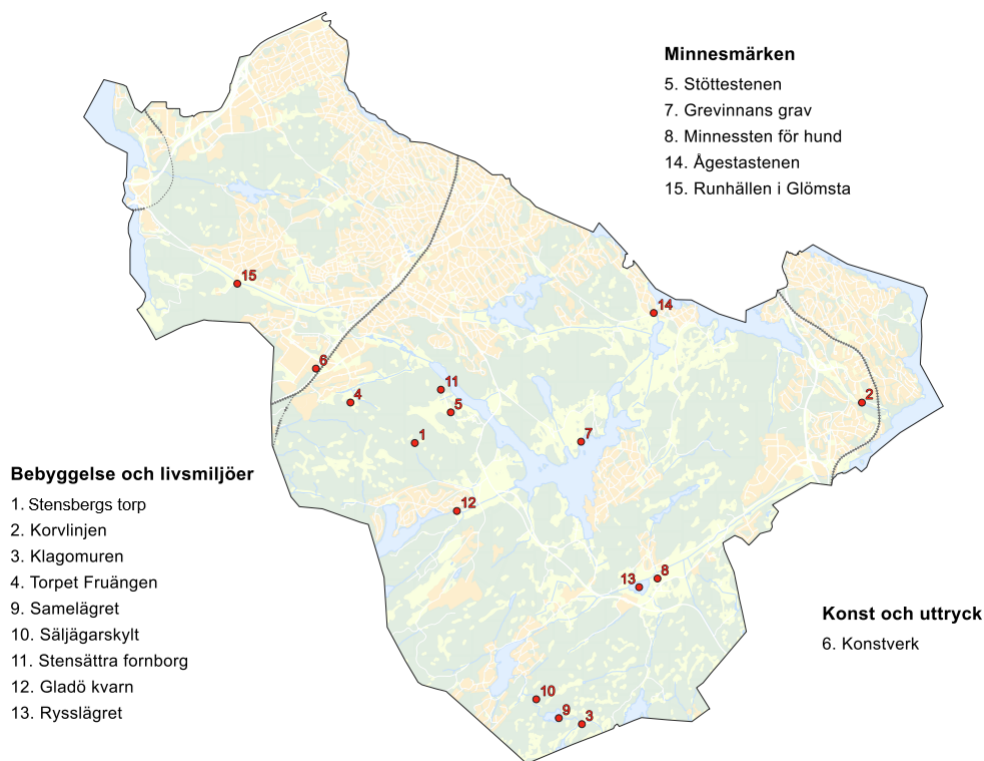 Minnesmärken
5. Stöttestenen
7. Grevinnans grav
8. Minnessten för hund
14. Ågestastenen
15. Runhällen i Glömsta
15
14
6
11
4
5
2
1
7
Bebyggelse och livsmiljöer
1. Stensbergs torp
2. Korvlinjen
3. Klagomuren
4. Torpet Fruängen
9. Samelägret
10. Säljägarskylt
11. Stensättra fornborg
12. Gladö kvarn
13. Rysslägret
12
13
8
Konst och uttryck
6. Konstverk
10
9
3